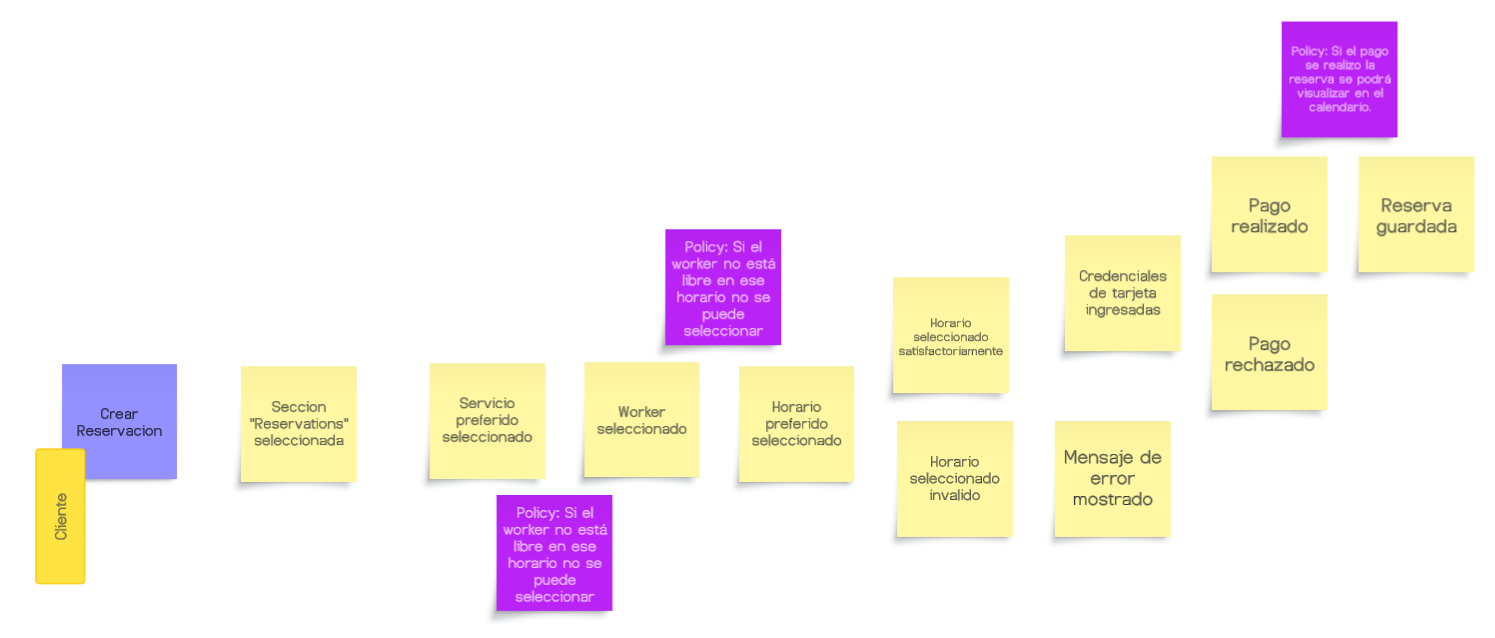 Crear
Reservacion
Cliente
Seccion
"Reservations"
seleccionada
Servicio
preferido
seleccionado
Policy: Si el
worker no está
libre en ese
horario no se
puede
seleccionar
Worker
seleccionado
Policy: Si el
worker no está
libre en ese
horario no se
puede
seleccionar
Horario
preferido
seleccionado
Horario
seleccionado
satisfactoriamente
Horario
seleccionado
invalido
Credenciales
de tarjeta
ingresadas
Mensaje de
error
mostrado
Policy: Si el pago
se realizo la
reserva se podrá
visualizar en el
calendario.
Pago
realizado
Reserva
guardada
Pago
rechazado